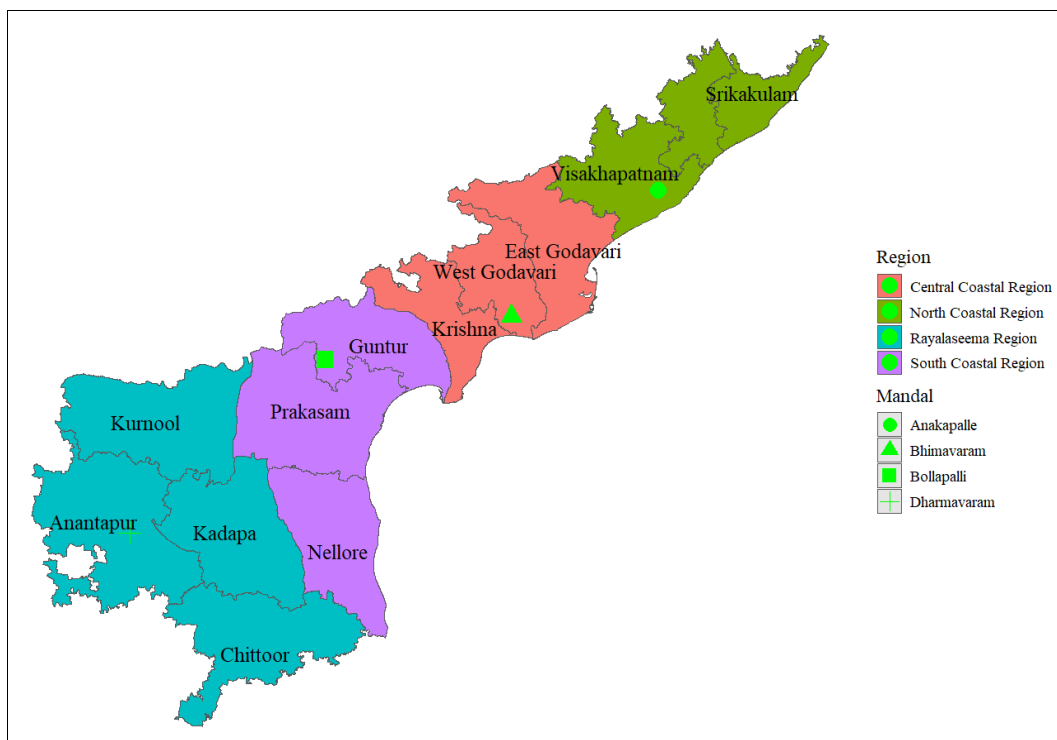 Srikakulam
Visakhapatnam
East Godavari
West Godavari
Krishna
Guntur
Prakasam
Kurnool
Anantapur
Kadapa
Nellore
Chittoor
Region
Central Coastal Region
North Coastal Region
Rayalaseema Region
South Coastal Region
Mandal
Anakapalle
Bhimavaram
Bollapalli
Dharmavaram